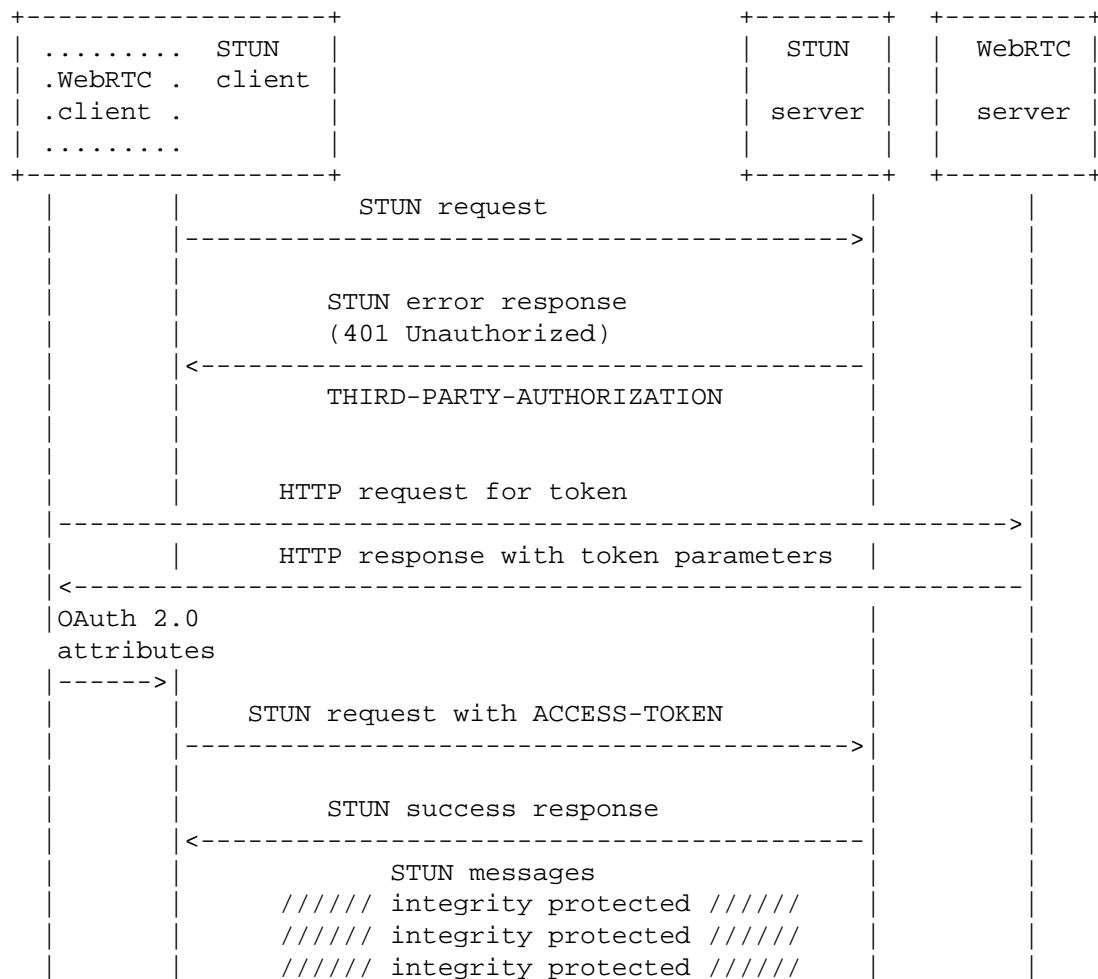 +-------------------+                         +--------+  +---------+
| ......... STUN    |                         | STUN   |  | WebRTC  |
| .WebRTC . client  |                         |        |  |         |
| .client .         |                         | server |  | server  |
| .........         |                         |        |  |         |
+-------------------+                         +--------+  +---------+
| | STUN request | |
| |------------------------------------------>| |
| | | |
| | STUN error response | |
| | (401 Unauthorized) | |
| |<------------------------------------------| |
| | THIRD-PARTY-AUTHORIZATION | |
| | | |
| | | |
| | HTTP request for token | |
|------------------------------------------------------------>|
| | HTTP response with token parameters | |
|<------------------------------------------------------------|
|OAuth 2.0 | |
attributes | |
|------>| | |
| | STUN request with ACCESS-TOKEN | |
| |------------------------------------------>| |
| | | |
| | STUN success response | |
| |<------------------------------------------| |
| | STUN messages | |
| | ////// integrity protected ////// | |
| | ////// integrity protected ////// | |
| | ////// integrity protected ////// | |